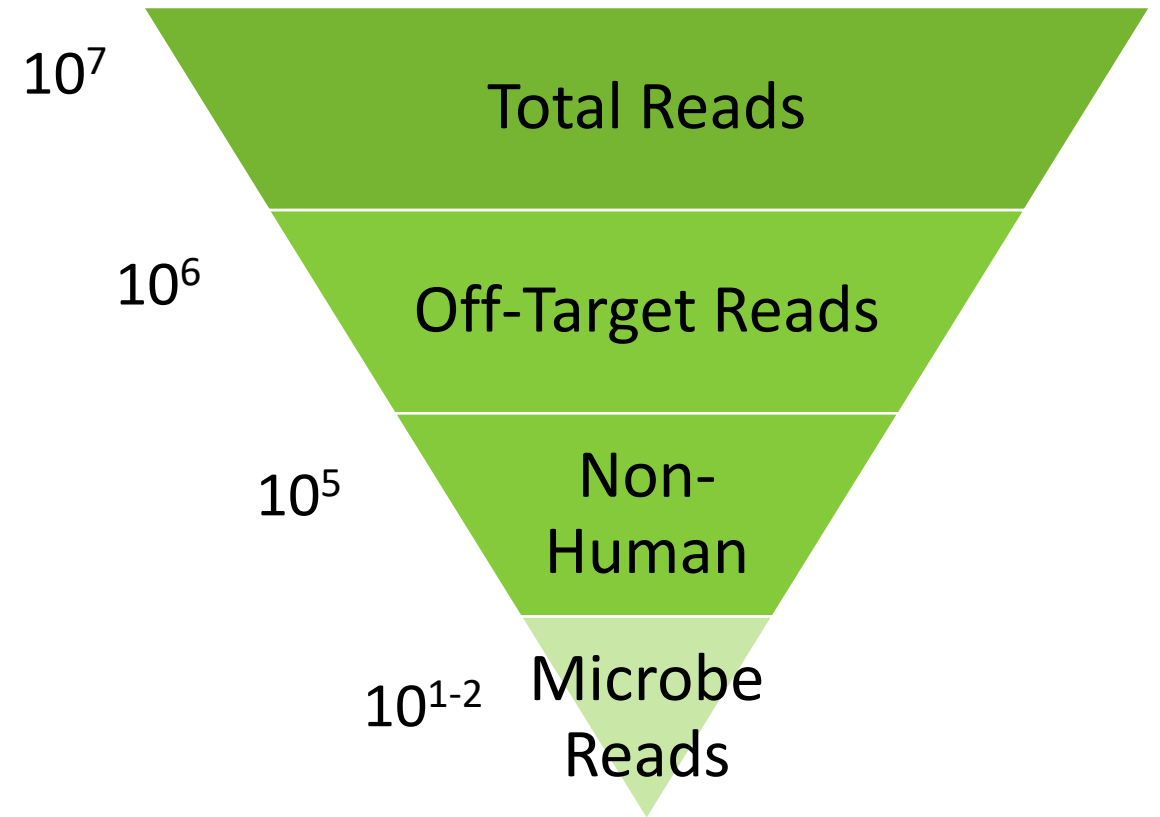 10⁷
Total Reads
10⁶
Off-Target Reads
10⁵
Non-
Human
10¹⁻²
Microbe
Reads